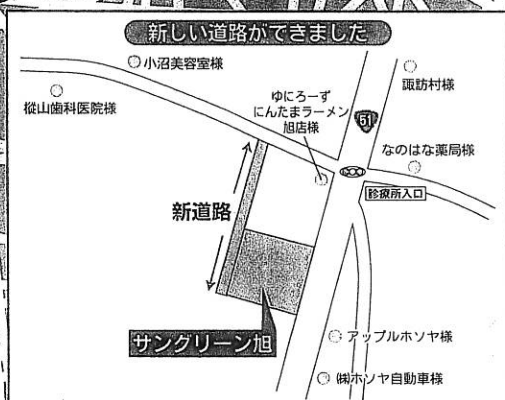 新しい道路ができました
小沼美容室様
樅山歯科医院様
諏訪村様
ゆにろーず
にんたまラーメン
旭店様
51
なのはな薬局様
診療所入口
新道路
サングリーン旭
アップルホソヤ様
㈱ホソヤ自動車様